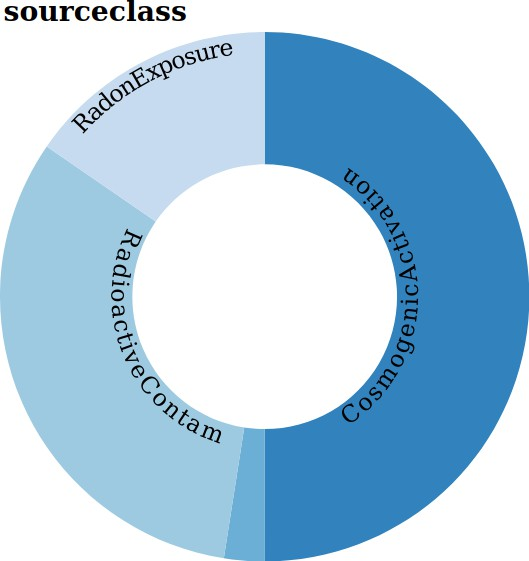 sourceclass
RadonExposure
CosmogenicActivation
RadioactiveContam